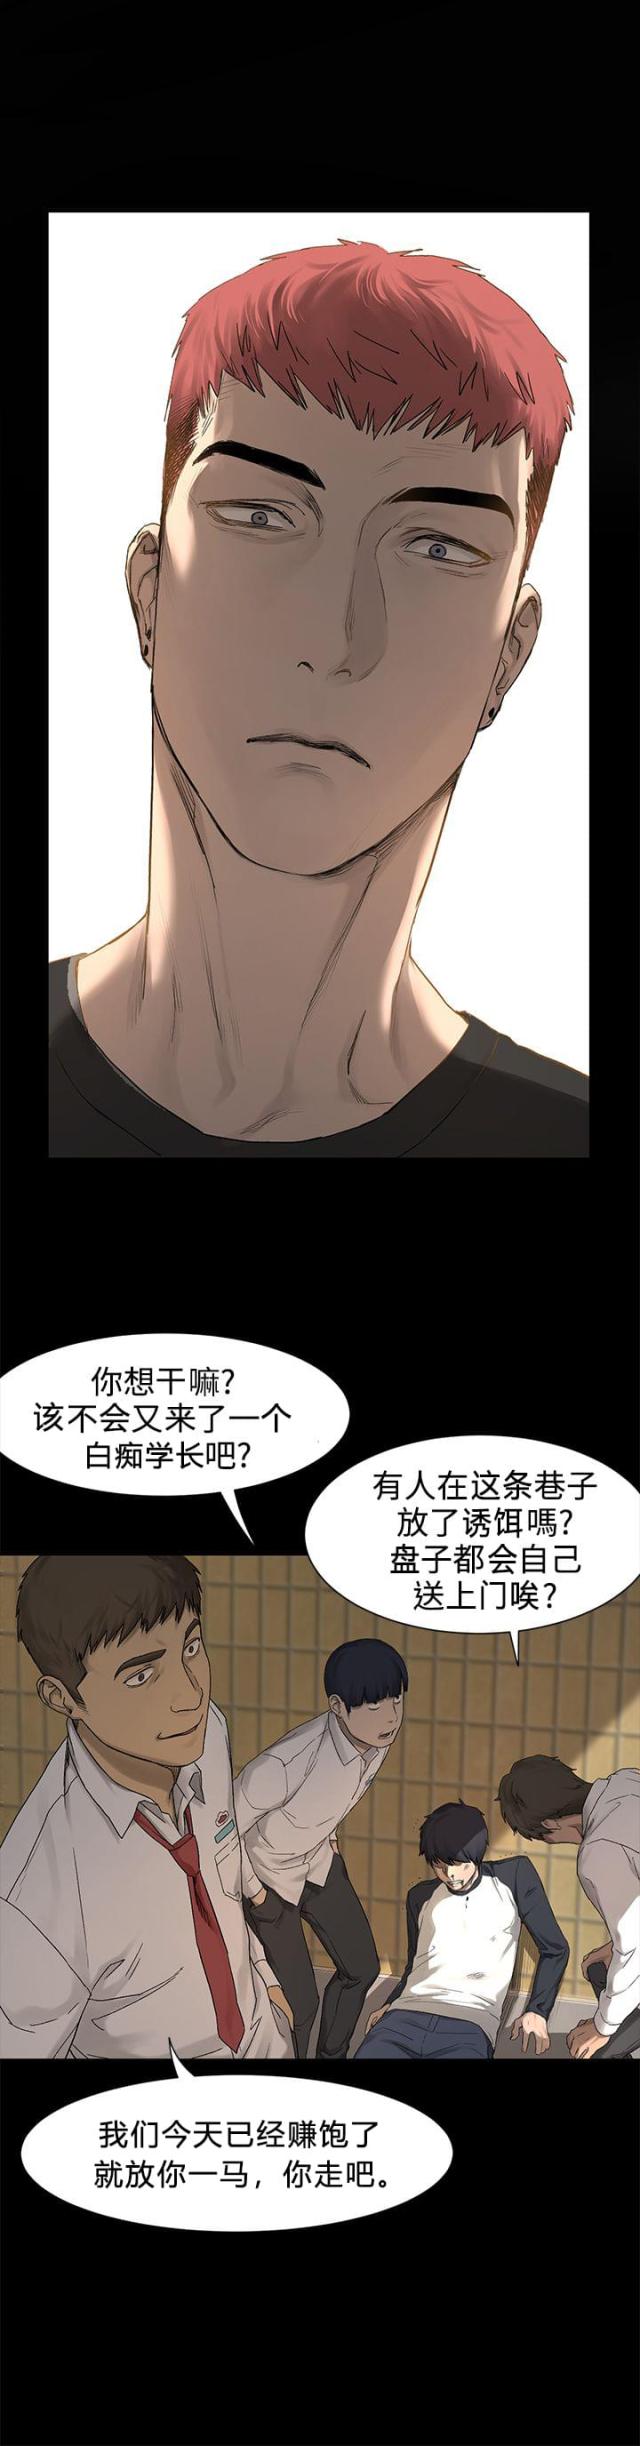 你想干嘛?
该不会又来了一个
白痴学长吧?
有人在这条巷子
放了诱饵嗎?
盘子都会自己
送上门唉?
我们今天已经赚饱了
就放你一马，你走吧。